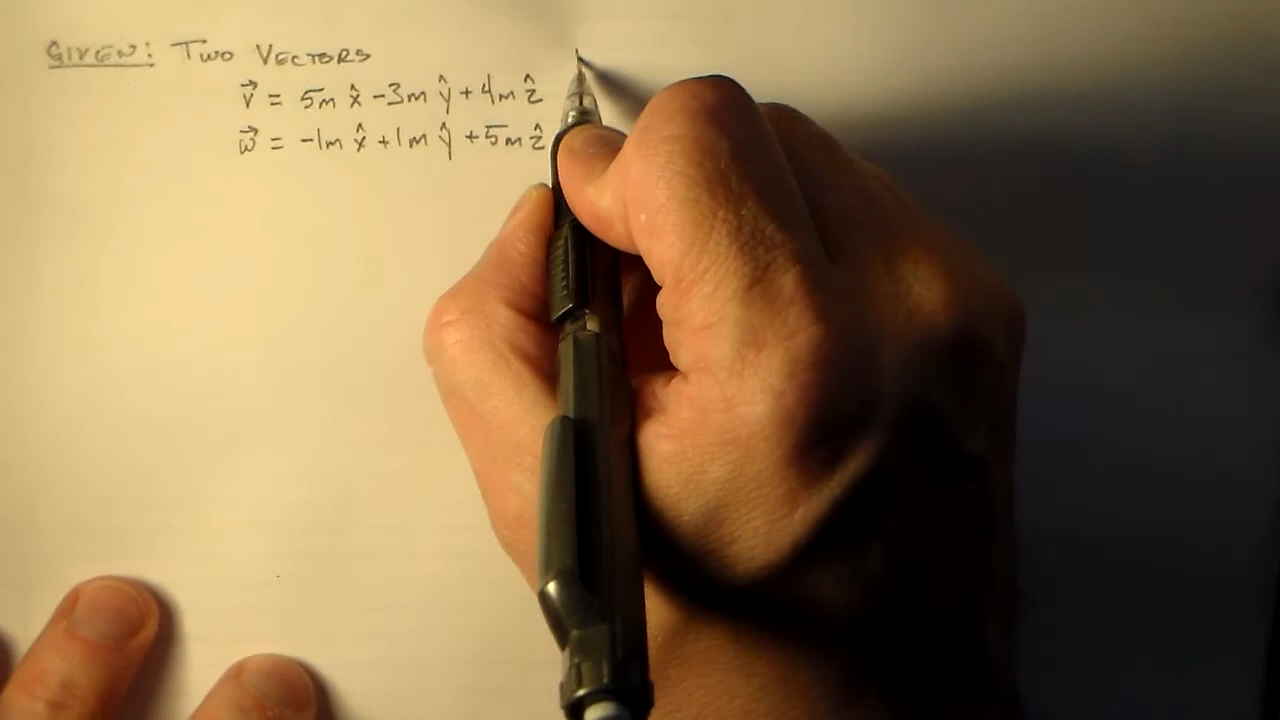 GIVEN: TWO VECTORS
v⃗ = 5m x̂ -3m ŷ + 4m ẑ
w⃗ = -1m x̂ +1m ŷ +5m ẑ